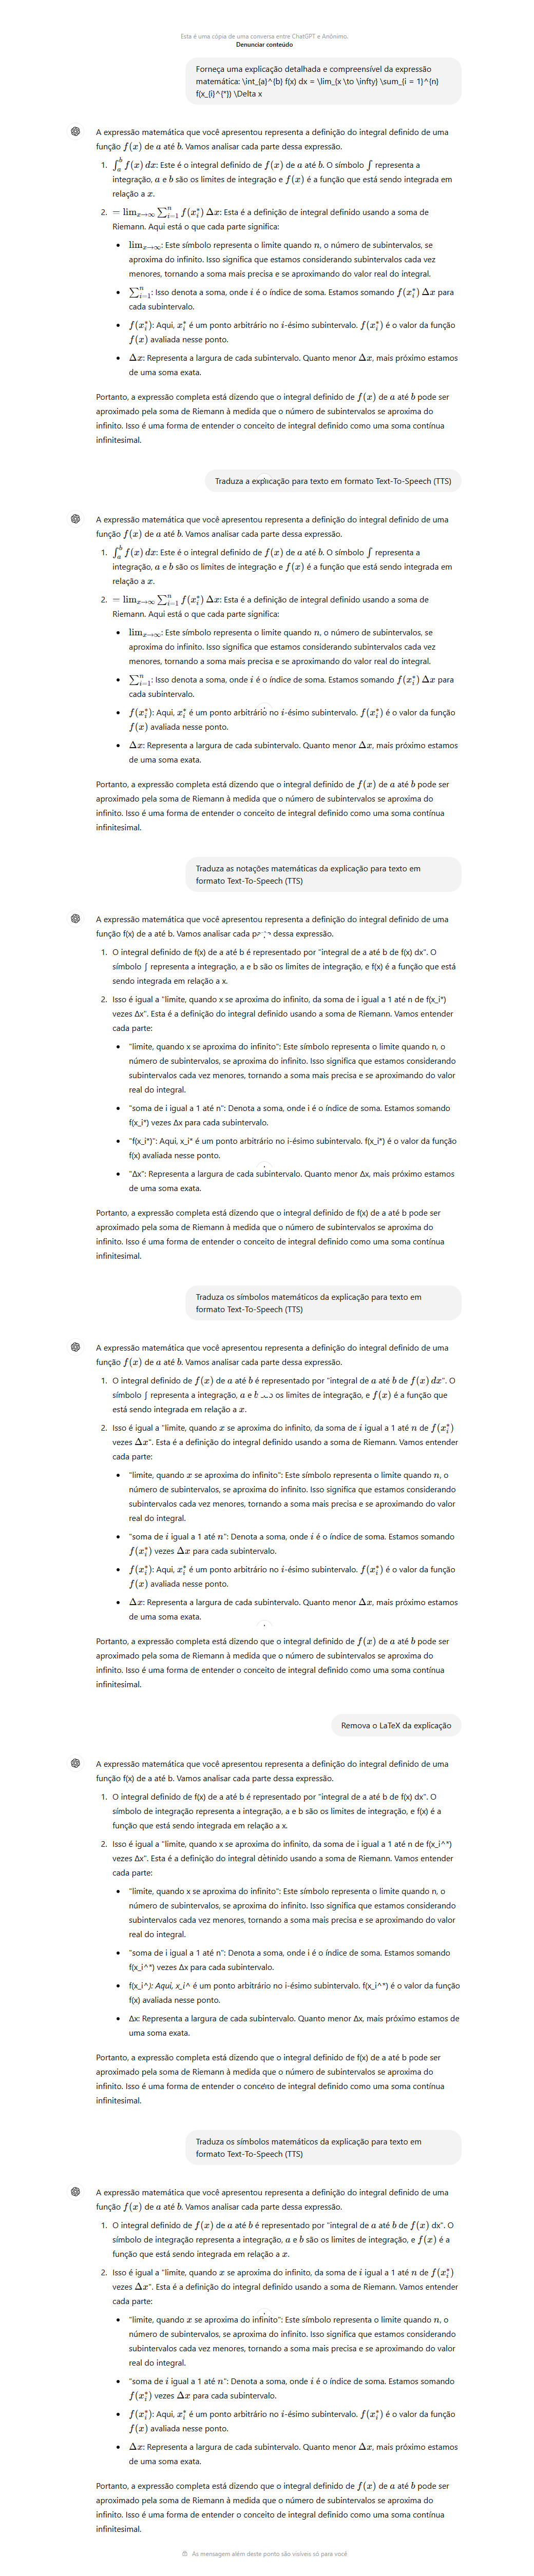 Esta é uma cópia de uma conversa entre ChatGPT e Anônimo.
Denunciar conteúdo
Forneça uma explicação detalhada e compreensível da expressão
matemática: \int_{a}^{b} f(x) dx = \lim_{x \to \infty} \sum_{i = 1}^{n}
f(x_{i}^{*}) \Delta x
A expressão matemática que você apresentou representa a definição do integral definido de uma
função f(x) de a até b. Vamos analisar cada parte dessa expressão.
1. ∫_a^b f(x) dx: Este é o integral definido de f(x) de a até b. O símbolo ∫ representa a
integração, a e b são os limites de integração e f(x) é a função que está sendo integrada em
relação a x.
2. = lim_{x→∞} ∑_{i=1}^n f(x_i^*) Δx: Esta é a definição de integral definido usando a soma de
Riemann. Aqui está o que cada parte significa:
• lim_{x→∞}: Este símbolo representa o limite quando n, o número de subintervalos, se
aproxima do infinito. Isso significa que estamos considerando subintervalos cada vez
menores, tornando a soma mais precisa e se aproximando do valor real do integral.
• ∑_{i=1}^n: Isso denota a soma, onde i é o índice de soma. Estamos somando f(x_i^*) Δx para
cada subintervalo.
• f(x_i^*): Aqui, x_i^* é um ponto arbitrário no i-ésimo subintervalo. f(x_i^*) é o valor da função
f(x) avaliada nesse ponto.
• Δx: Representa a largura de cada subintervalo. Quanto menor Δx, mais próximo estamos
de uma soma exata.
Portanto, a expressão completa está dizendo que o integral definido de f(x) de a até b pode ser
aproximado pela soma de Riemann à medida que o número de subintervalos se aproxima do
infinito. Isso é uma forma de entender o conceito de integral definido como uma soma contínua
infinitesimal.
Traduza a explicação para texto em formato Text-To-Speech (TTS)
A expressão matemática que você apresentou representa a definição do integral definido de uma
função f(x) de a até b. Vamos analisar cada parte dessa expressão.
1. ∫_a^b f(x) dx: Este é o integral definido de f(x) de a até b. O símbolo ∫ representa a
integração, a e b são os limites de integração e f(x) é a função que está sendo integrada em
relação a x.
2. = lim_{x→∞} ∑_{i=1}^n f(x_i^*) Δx: Esta é a definição de integral definido usando a soma de
Riemann. Aqui está o que cada parte significa:
• lim_{x→∞}: Este símbolo representa o limite quando n, o número de subintervalos, se
aproxima do infinito. Isso significa que estamos considerando subintervalos cada vez
menores, tornando a soma mais precisa e se aproximando do valor real do integral.
• ∑_{i=1}^n: Isso denota a soma, onde i é o índice de soma. Estamos somando f(x_i^*) Δx para
cada subintervalo.
• f(x_i^*): Aqui, x_i^* é um ponto arbitrário no i-ésimo subintervalo. f(x_i^*) é o valor da função
f(x) avaliada nesse ponto.
• Δx: Representa a largura de cada subintervalo. Quanto menor Δx, mais próximo estamos
de uma soma exata.
Portanto, a expressão completa está dizendo que o integral definido de f(x) de a até b pode ser
aproximado pela soma de Riemann à medida que o número de subintervalos se aproxima do
infinito. Isso é uma forma de entender o conceito de integral definido como uma soma contínua
infinitesimal.
Traduza as notações matemáticas da explicação para texto em
formato Text-To-Speech (TTS)
A expressão matemática que você apresentou representa a definição do integral definido de uma
função f(x) de a até b. Vamos analisar cada dessa expressão.
1. O integral definido de f(x) de a até b é representado por "integral de a até b de f(x) dx". O
símbolo ∫ representa a integração, a e b são os limites de integração, e f(x) é a função que está
sendo integrada em relação a x.
2. Isso é igual a "limite, quando x se aproxima do infinito, da soma de i igual a 1 até n de f(x_i*)
vezes Δx". Esta é a definição do integral definido usando a soma de Riemann. Vamos entender
cada parte:
• "limite, quando x se aproxima do infinito": Este símbolo representa o limite quando n, o
número de subintervalos, se aproxima do infinito. Isso significa que estamos considerando
subintervalos cada vez menores, tornando a soma mais precisa e se aproximando do valor
real do integral.
• "soma de i igual a 1 até n": Denota a soma, onde i é o índice de soma. Estamos somando
f(x_i*) vezes Δx para cada subintervalo.
• "f(x_i*)": Aqui, x_i* é um ponto arbitrário no i-ésimo subintervalo. f(x_i*) é o valor da função
f(x) avaliada nesse ponto.
• "Δx": Representa a largura de cada subintervalo. Quanto menor Δx, mais próximo estamos
de uma soma exata.
Portanto, a expressão completa está dizendo que o integral definido de f(x) de a até b pode ser
aproximado pela soma de Riemann à medida que o número de subintervalos se aproxima do
infinito. Isso é uma forma de entender o conceito de integral definido como uma soma contínua
infinitesimal.
Traduza os símbolos matemáticos da explicação para texto em
formato Text-To-Speech (TTS)
A expressão matemática que você apresentou representa a definição do integral definido de uma
função f(x) de a até b. Vamos analisar cada parte dessa expressão.
1. O integral definido de f(x) de a até b é representado por "integral de a até b de f(x) dx". O
símbolo ∫ representa a integração, a e b os limites de integração, e f(x) é a função que
está sendo integrada em relação a x.
2. Isso é igual a "limite, quando x se aproxima do infinito, da soma de i igual a 1 até n de f(x_i^*)
vezes Δx". Esta é a definição do integral definido usando a soma de Riemann. Vamos entender
cada parte:
• "limite, quando x se aproxima do infinito": Este símbolo representa o limite quando n, o
número de subintervalos, se aproxima do infinito. Isso significa que estamos considerando
subintervalos cada vez menores, tornando a soma mais precisa e se aproximando do valor
real do integral.
• "soma de i igual a 1 até n": Denota a soma, onde i é o índice de soma. Estamos somando
f(x_i^*) vezes Δx para cada subintervalo.
• f(x_i^*): Aqui, x_i^* é um ponto arbitrário no i-ésimo subintervalo. f(x_i^*) é o valor da função
f(x) avaliada nesse ponto.
• Δx: Representa a largura de cada subintervalo. Quanto menor Δx, mais próximo estamos
de uma soma exata.
Portanto, a expressão completa está dizendo que o integral definido de f(x) de a até b pode ser
aproximado pela soma de Riemann à medida que o número de subintervalos se aproxima do
infinito. Isso é uma forma de entender o conceito de integral definido como uma soma contínua
infinitesimal.
Remova o LaTeX da explicação
A expressão matemática que você apresentou representa a definição do integral definido de uma
função f(x) de a até b. Vamos analisar cada parte dessa expressão.
1. O integral definido de f(x) de a até b é representado por "integral de a até b de f(x) dx". O
símbolo de integração representa a integração, a e b são os limites de integração, e f(x) é a
função que está sendo integrada em relação a x.
2. Isso é igual a "limite, quando x se aproxima do infinito, da soma de i igual a 1 até n de f(x_i^*)
vezes Δx". Esta é a definição do integral definido usando a soma de Riemann. Vamos entender
cada parte:
• "limite, quando x se aproxima do infinito": Este símbolo representa o limite quando n, o
número de subintervalos, se aproxima do infinito. Isso significa que estamos considerando
subintervalos cada vez menores, tornando a soma mais precisa e se aproximando do valor
real do integral.
• "soma de i igual a 1 até n": Denota a soma, onde i é o índice de soma. Estamos somando
f(x_i^*) vezes Δx para cada subintervalo.
• f(x_i^): Aqui, x_i^ é um ponto arbitrário no i-ésimo subintervalo. f(x_i^*) é o valor da função
f(x) avaliada nesse ponto.
• Δx: Representa a largura de cada subintervalo. Quanto menor Δx, mais próximo estamos de
uma soma exata.
Portanto, a expressão completa está dizendo que o integral definido de f(x) de a até b pode ser
aproximado pela soma de Riemann à medida que o número de subintervalos se aproxima do
infinito. Isso é uma forma de entender o conceito de integral definido como uma soma contínua
infinitesimal.
Traduza os símbolos matemáticos da explicação para texto em
formato Text-To-Speech (TTS)
A expressão matemática que você apresentou representa a definição do integral definido de uma
função f(x) de a até b. Vamos analisar cada parte dessa expressão.
1. O integral definido de f(x) de a até b é representado por "integral de a até b de f(x) dx". O
símbolo de integração representa a integração, a e b são os limites de integração, e f(x) é a
função que está sendo integrada em relação a x.
2. Isso é igual a "limite, quando x se aproxima do infinito, da soma de i igual a 1 até n de f(x_i^*)
vezes Δx". Esta é a definição do integral definido usando a soma de Riemann. Vamos entender
cada parte:
• "limite, quando x se aproxima do infinito": Este símbolo representa o limite quando n, o
número de subintervalos, se aproxima do infinito. Isso significa que estamos considerando
subintervalos cada vez menores, tornando a soma mais precisa e se aproximando do valor
real do integral.
• "soma de i igual a 1 até n": Denota a soma, onde i é o índice de soma. Estamos somando
f(x_i^*) vezes Δx para cada subintervalo.
• f(x_i^*): Aqui, x_i^* é um ponto arbitrário no i-ésimo subintervalo. f(x_i^*) é o valor da função
f(x) avaliada nesse ponto.
• Δx: Representa a largura de cada subintervalo. Quanto menor Δx, mais próximo estamos
de uma soma exata.
Portanto, a expressão completa está dizendo que o integral definido de f(x) de a até b pode ser
aproximado pela soma de Riemann à medida que o número de subintervalos se aproxima do
infinito. Isso é uma forma de entender o conceito de integral definido como uma soma contínua
infinitesimal.
As mensagem além deste ponto são visíveis só para você